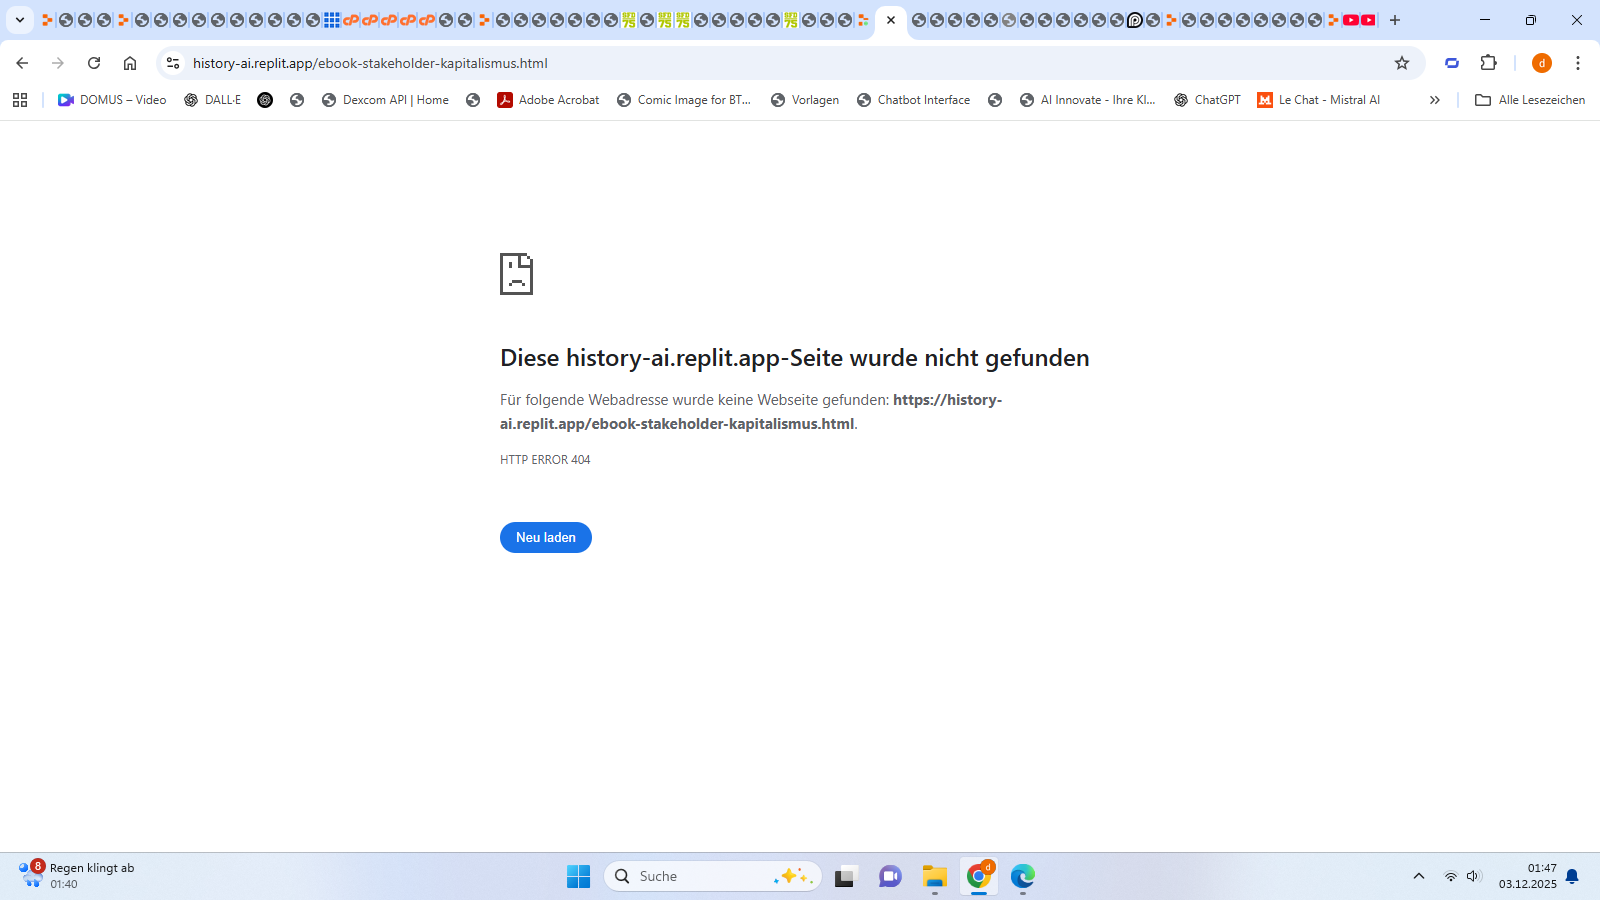 history-ai.replit.app/ebook-stakeholder-kapitalismus.html
d
DOMUS – Video
DALL·E
Dexcom API | Home
Adobe Acrobat
Comic Image for BT...
Vorlagen
Chatbot Interface
AI Innovate - Ihre KI...
ChatGPT
Le Chat - Mistral AI
Alle Lesezeichen
Diese history-ai.replit.app-Seite wurde nicht gefunden
Für folgende Webadresse wurde keine Webseite gefunden: https://history-
ai.replit.app/ebook-stakeholder-kapitalismus.html.
HTTP ERROR 404
Neu laden
8
Regen klingt ab
01:40
Suche
d
01:47
03.12.2025